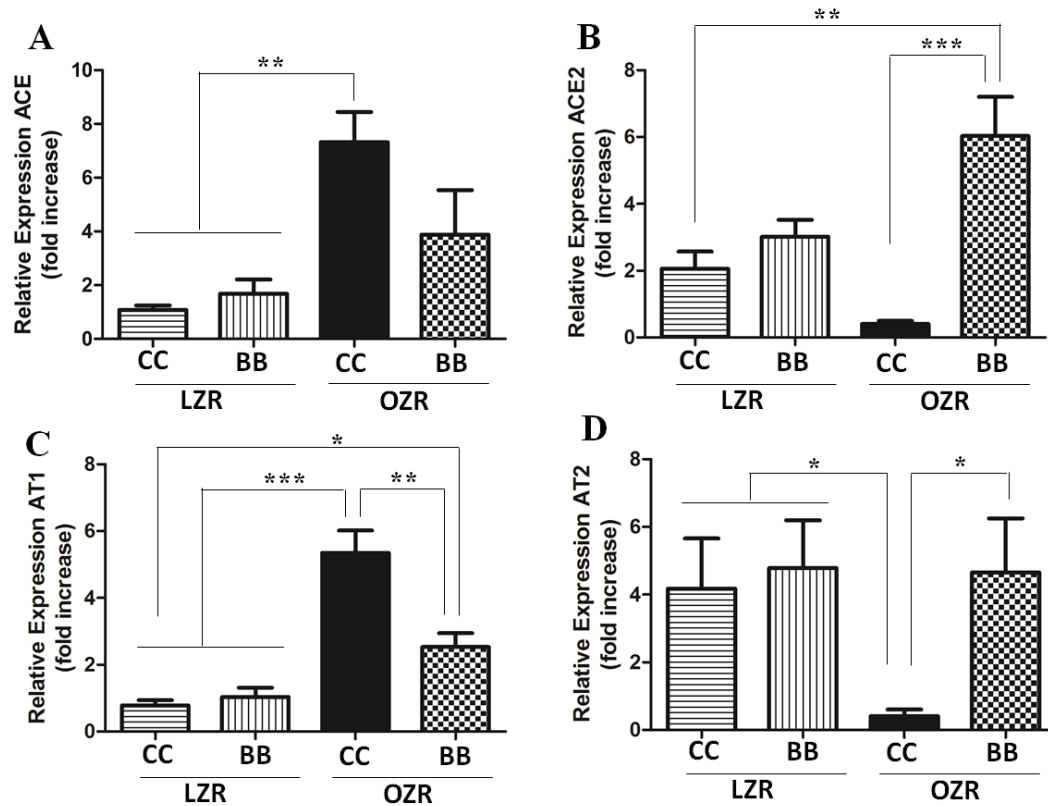 A
Relative Expression ACE
(fold increase)
10
8
6
4
2
0
**
CC BB CC BB
LZR OZR
B
Relative Expression ACE2
(fold increase)
8
6
4
2
0
**
***
CC BB CC BB
LZR OZR
C
Relative Expression AT1
(fold increase)
8
6
4
2
0
*
*** **
CC BB CC BB
LZR OZR
D
Relative Expression AT2
(fold increase)
8
6
4
2
0
* *
CC BB CC BB
LZR OZR